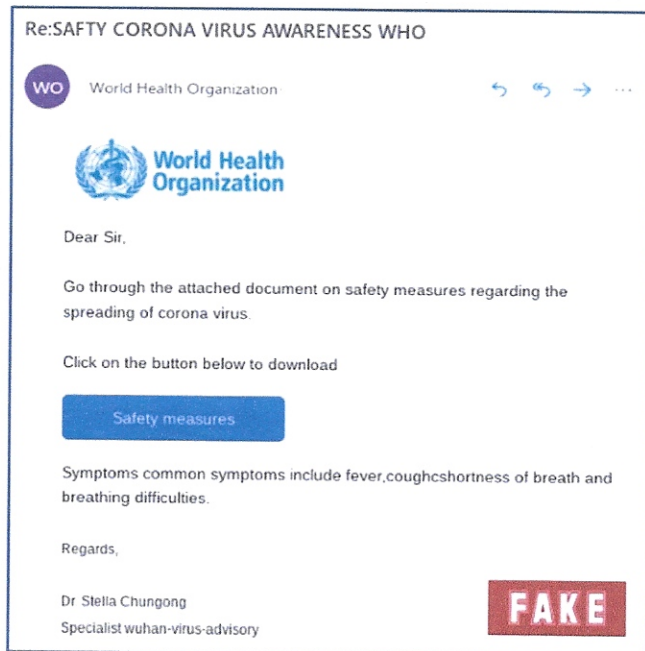 Re:SAFTY CORONA VIRUS AWARENESS WHO
WO
World Health Organization
World Health
Organization
Dear Sir,
Go through the attached document on safety measures regarding the
spreading of corona virus.
Click on the button below to download
Safety measures
Symptoms common symptoms include fever,coughcshortness of breath and
breathing difficulties.
Regards,
Dr Stella Chungong
Specialist wuhan-virus-advisory
FAKE